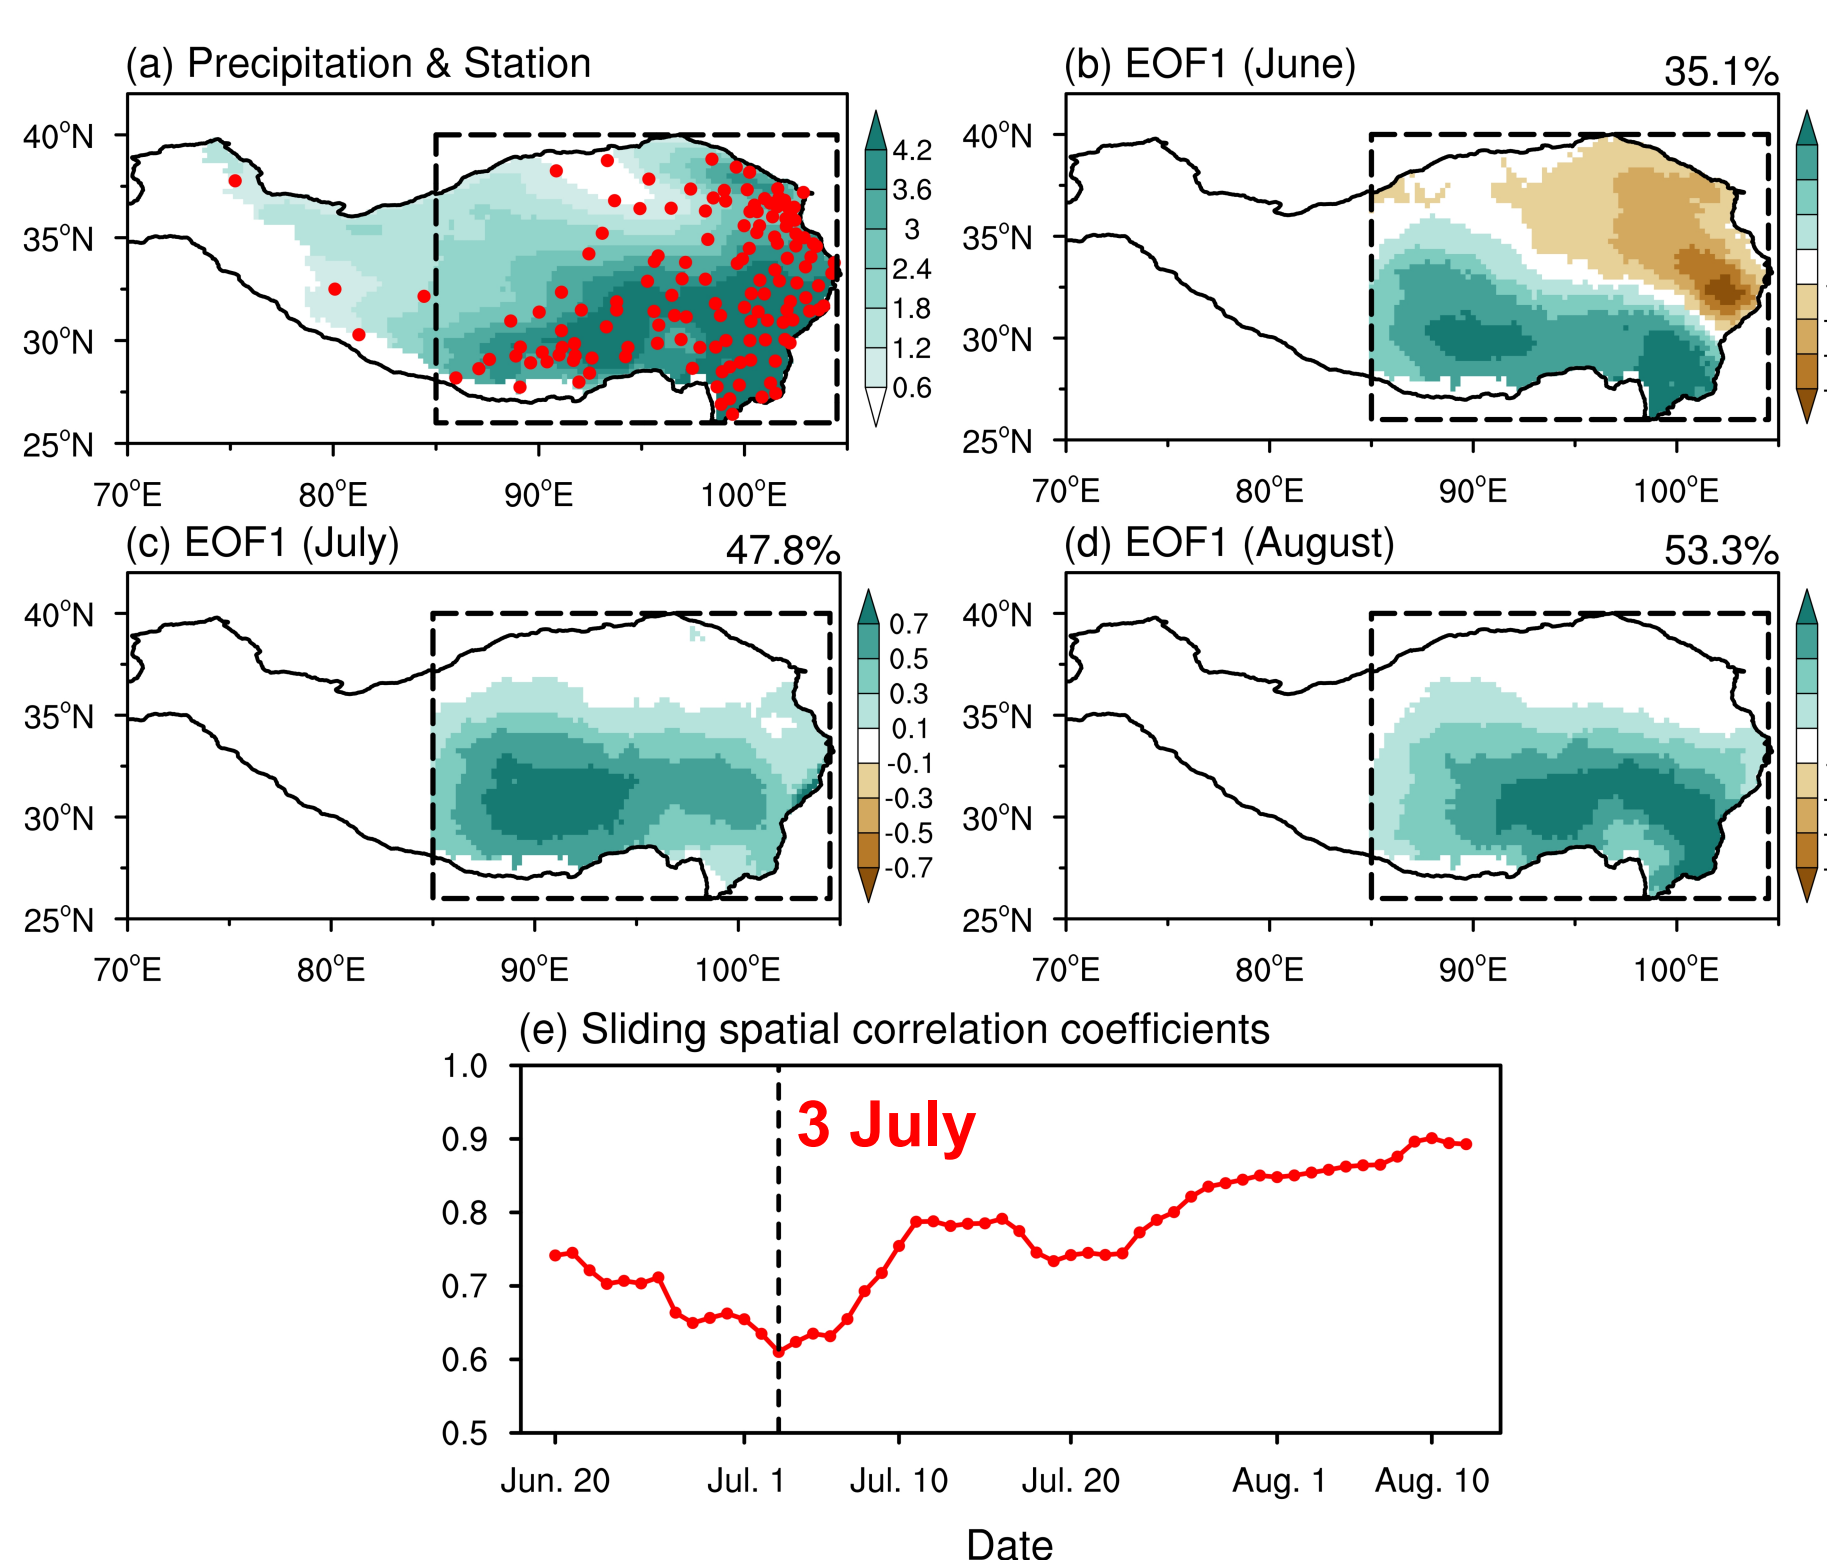 (a) Precipitation & Station
40°N
35°N
30°N
25°N
70°E 80°E 90°E 100°E
4.2
3.6
3
2.4
1.8
1.2
0.6
(b) EOF1 (June) 35.1%
40°N
35°N
30°N
25°N
70°E 80°E 90°E 100°E
(c) EOF1 (July) 47.8%
40°N
35°N
30°N
25°N
70°E 80°E 90°E 100°E
0.7
0.5
0.3
0.1
-0.1
-0.3
-0.5
-0.7
(d) EOF1 (August) 53.3%
40°N
35°N
30°N
25°N
70°E 80°E 90°E 100°E
(e) Sliding spatial correlation coefficients
1.0
0.9
0.8
0.7
0.6
0.5
3 July
Jun. 20 Jul. 1 Jul. 10 Jul. 20 Aug. 1 Aug. 10
Date